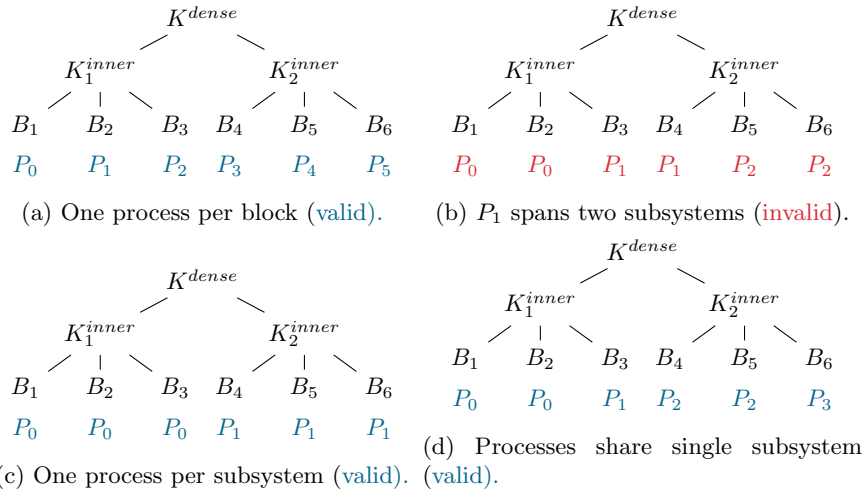 K^{dense}
K_1^{inner} K_2^{inner}
B_1 B_2 B_3 B_4 B_5 B_6
P_0 P_1 P_2 P_3 P_4 P_5
(a) One process per block (valid).
K^{dense}
K_1^{inner} K_2^{inner}
B_1 B_2 B_3 B_4 B_5 B_6
P_0 P_0 P_1 P_1 P_2 P_2
(b) P_1 spans two subsystems (invalid).
K^{dense}
K_1^{inner} K_2^{inner}
B_1 B_2 B_3 B_4 B_5 B_6
P_0 P_0 P_0 P_1 P_1 P_1
(c) One process per subsystem (valid).
K^{dense}
K_1^{inner} K_2^{inner}
B_1 B_2 B_3 B_4 B_5 B_6
P_0 P_0 P_1 P_2 P_2 P_3
(d) Processes share single subsystem
(valid).